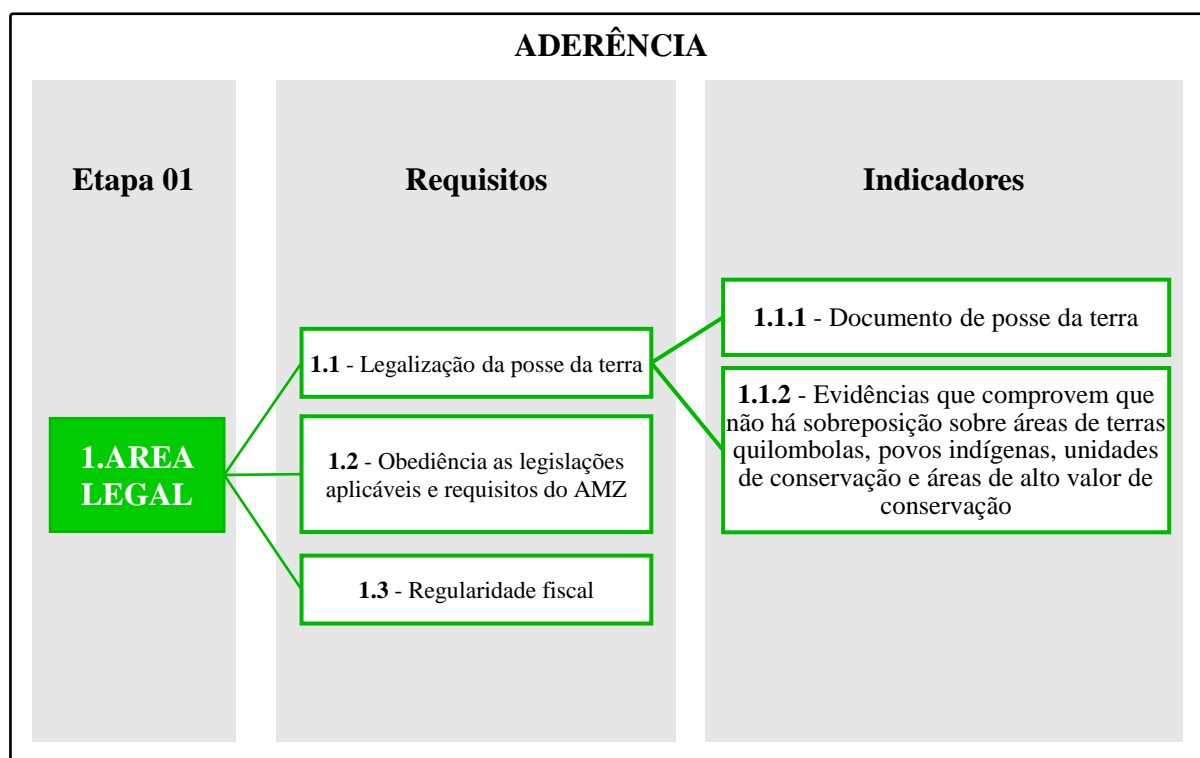 ADERÊNCIA
Etapa 01
Requisitos
Indicadores
1.AREA
LEGAL
1.1 - Legalização da posse da terra
1.2 - Obediência as legislações
aplicáveis e requisitos do AMZ
1.3 - Regularidade fiscal
1.1.1 - Documento de posse da terra
1.1.2 - Evidências que comprovem que
não há sobreposição sobre áreas de terras
quilombolas, povos indígenas, unidades
de conservação e áreas de alto valor de
conservação